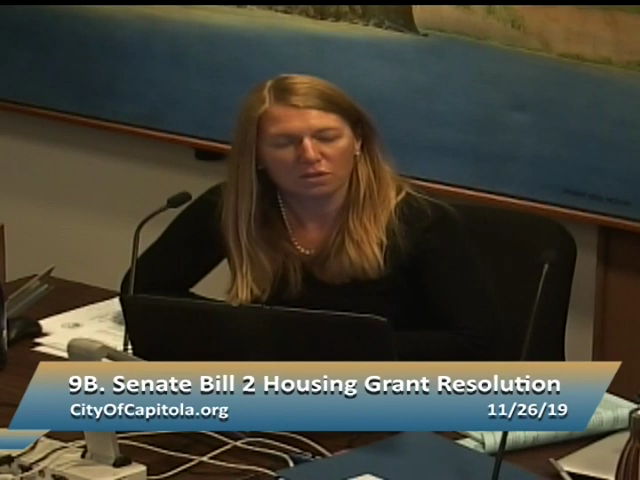 9B. Senate Bill 2 Housing Grant Resolution
CityOfCapitola.org 11/26/19